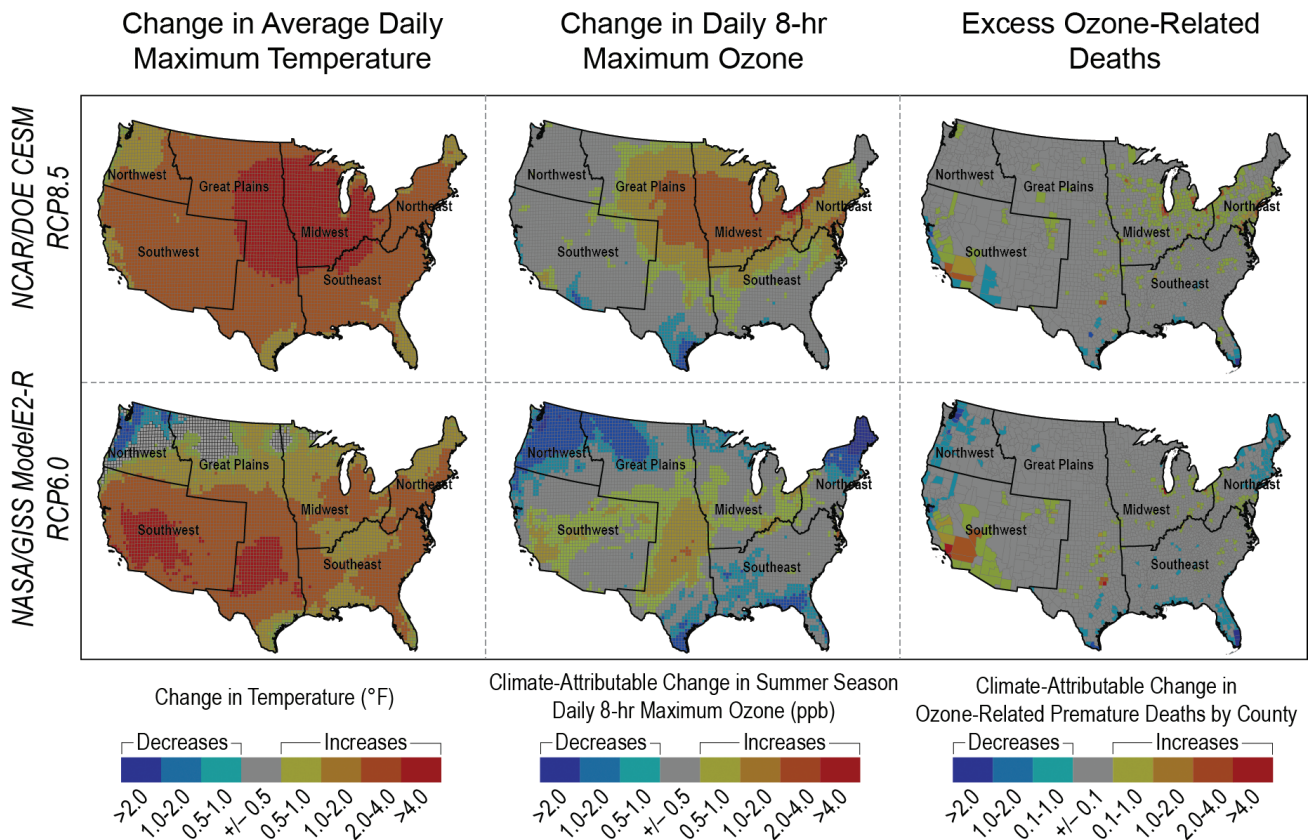 Change in Average Daily
Maximum Temperature
Change in Daily 8-hr
Maximum Ozone
Excess Ozone-Related
Deaths
NCAR/DOE CESM
RCP8.5
Northwest
Great Plains
Northeast
Southwest
Midwest
Southeast
Northwest
Great Plains
Northeast
Southwest
Midwest
Southeast
Northwest
Great Plains
Northeast
Southwest
Midwest
Southeast
NASA/GISS ModelE2-R
RCP6.0
Northwest
Great Plains
Northeast
Southwest
Midwest
Southeast
Northwest
Great Plains
Northeast
Southwest
Midwest
Southeast
Northwest
Great Plains
Northeast
Southwest
Midwest
Southeast
Change in Temperature (°F)
Decreases
Increases
>2.0
1.0-2.0
0.5-1.0
+/− 0.5
0.5-1.0
1.0-2.0
2.0-4.0
>4.0
Climate-Attributable Change in Summer Season
Daily 8-hr Maximum Ozone (ppb)
Decreases
Increases
>2.0
1.0-2.0
0.5-1.0
+/− 0.5
0.5-1.0
1.0-2.0
2.0-4.0
>4.0
Climate-Attributable Change in
Ozone-Related Premature Deaths by County
Decreases
Increases
>2.0
1.0-2.0
0.1-1.0
+/−0.1
0.1-1.0
1.0-2.0
2.0-4.0
>4.0